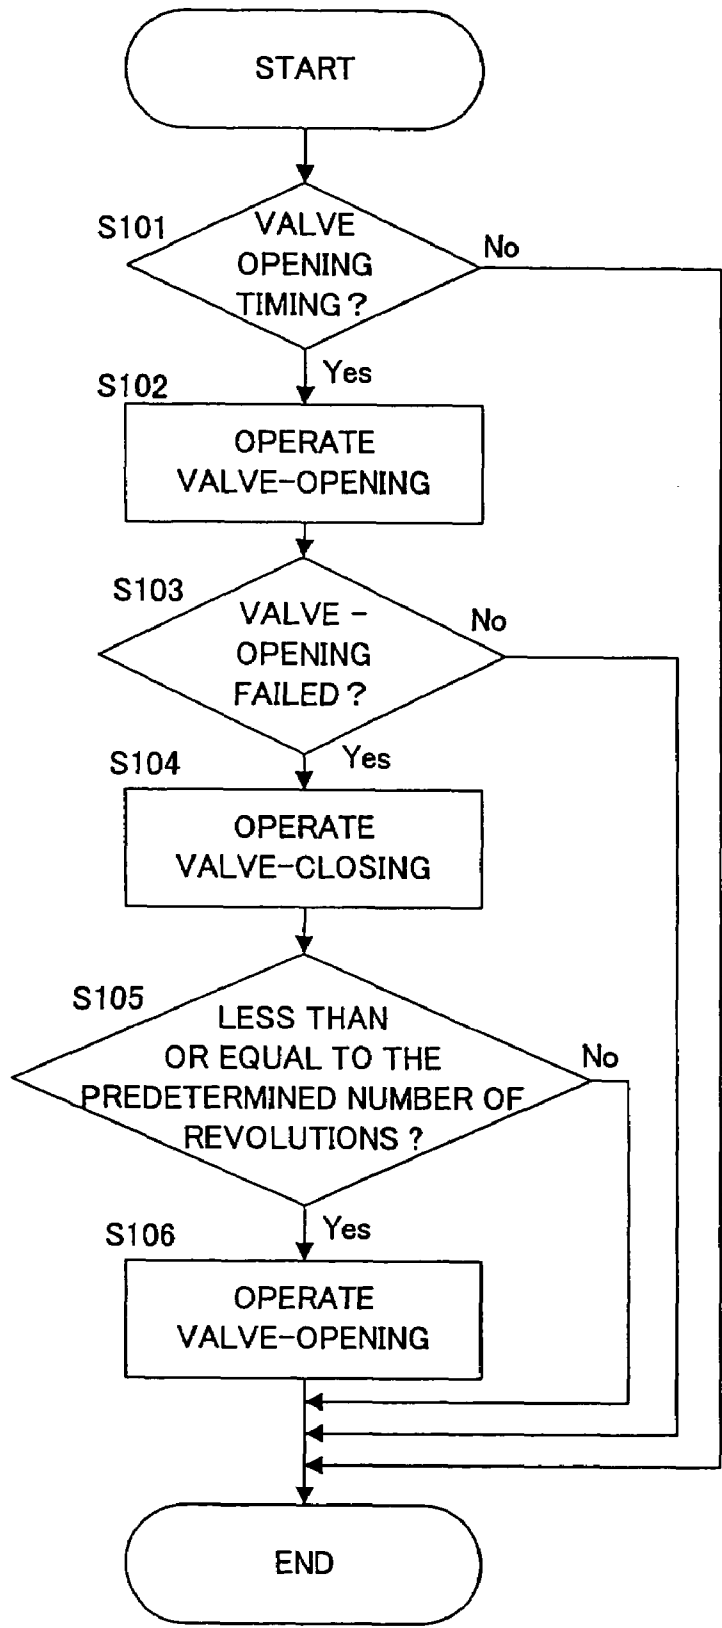 START
S101
VALVE
OPENING
TIMING ?
No
Yes
S102
OPERATE
VALVE-OPENING
S103
VALVE -
OPENING
FAILED ?
No
Yes
S104
OPERATE
VALVE-CLOSING
S105
LESS THAN
OR EQUAL TO THE
PREDETERMINED NUMBER OF
REVOLUTIONS ?
No
Yes
S106
OPERATE
VALVE-OPENING
END